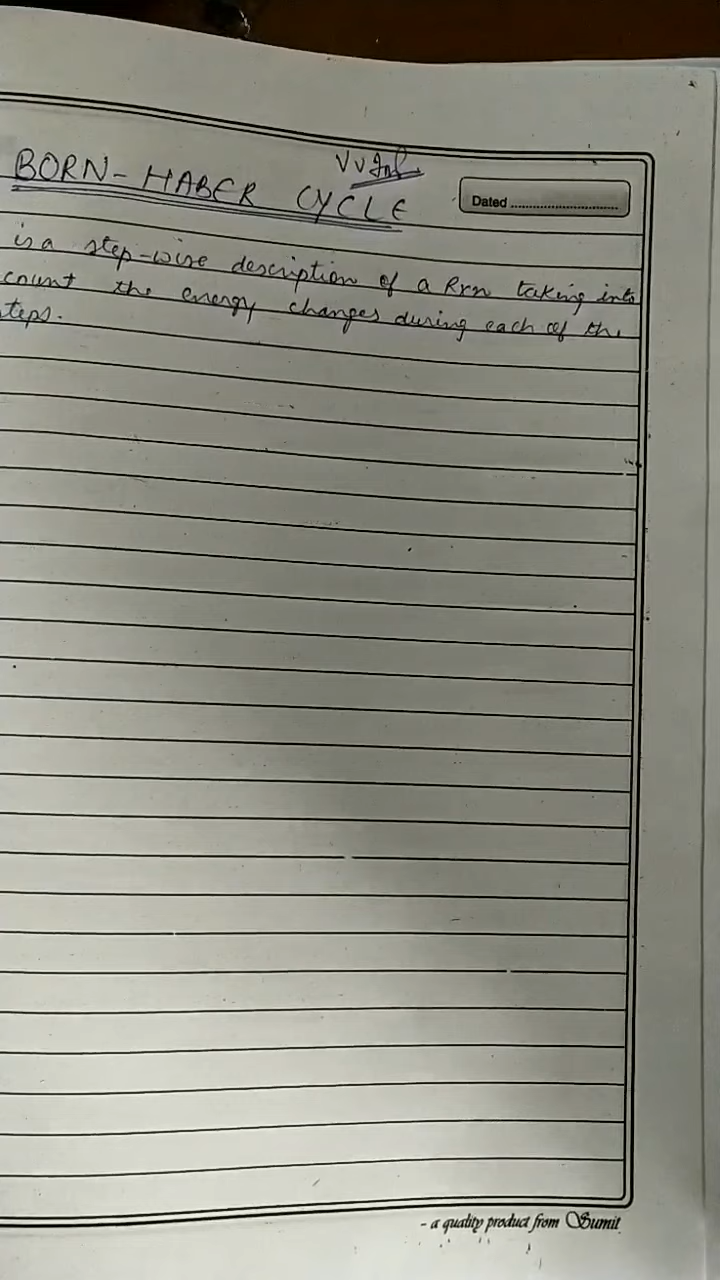 VVImp.
BORN-HABER CYCLE
Dated
is a step-wise description of a Rxn taking into
count the energy changes during each of the
teps.
- a quality product from Sumit